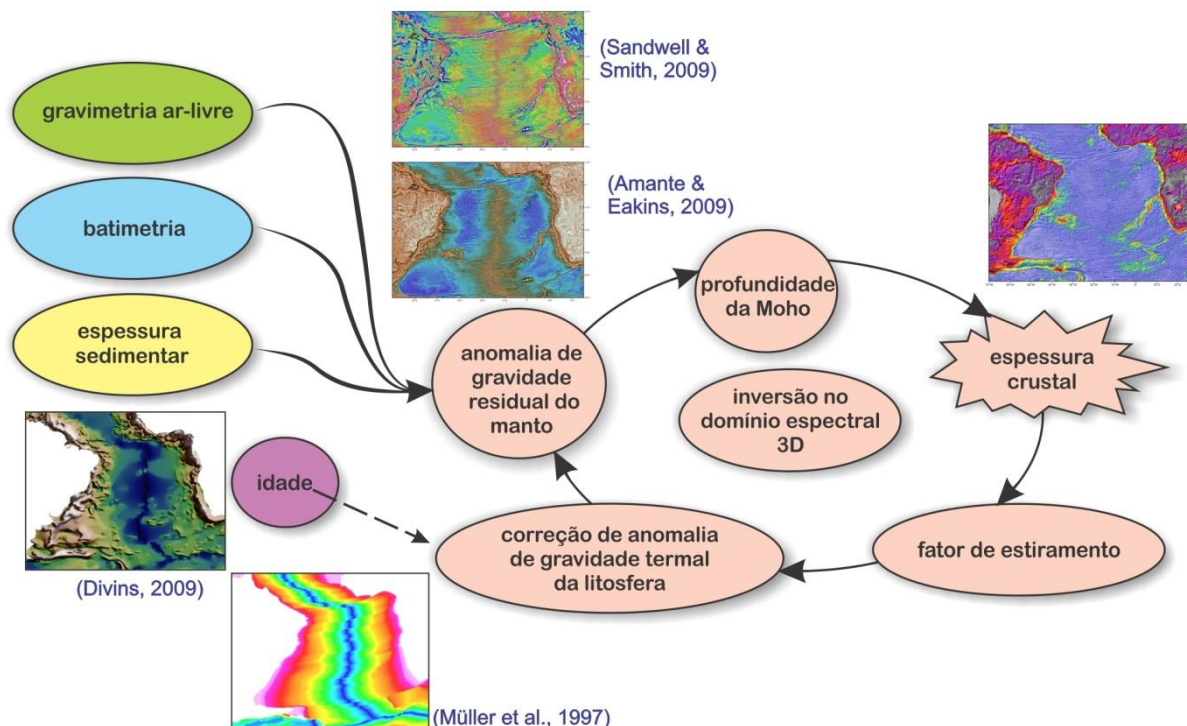 gravimetria ar-livre
batimetria
espessura
sedimentar
(Sandwell &
Smith, 2009)
(Amante &
Eakins, 2009)
anomalia de
gravidade
residual do
manto
profundidade
da Moho
espessura
crustal
inversão no
domínio espectral
3D
idade
correção de anomalia
de gravidade termal
da litosfera
fator de estiramento
(Divins, 2009)
(Müller et al., 1997)